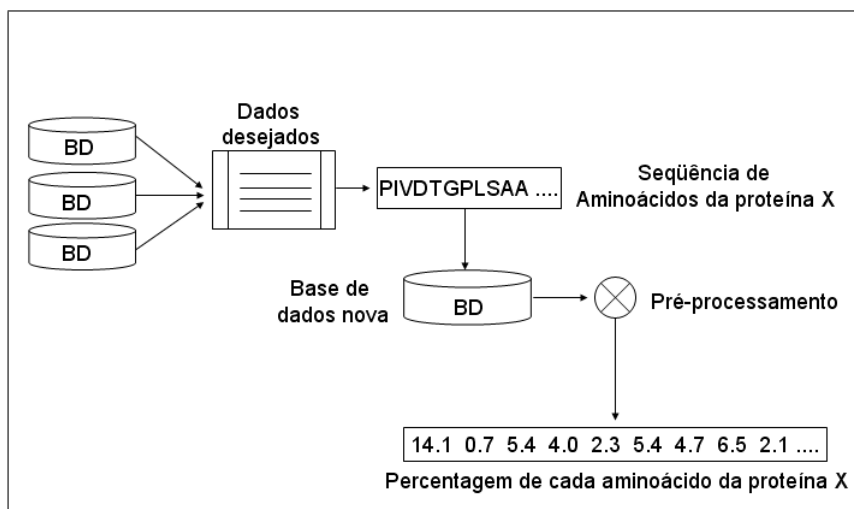 Dados
desejados
BD
BD
BD
PIVDTGPLSAA ....
Seqüência de
Aminoácidos da proteína X
Base de
dados nova
BD
Pré-processamento
14.1 0.7 5.4 4.0 2.3 5.4 4.7 6.5 2.1 ....
Percentagem de cada aminoácido da proteína X